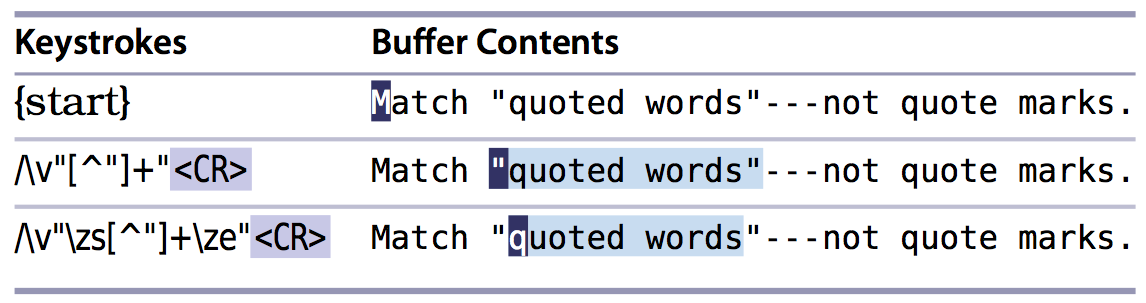 Keystrokes Buffer Contents
{start} Match "quoted words"---not quote marks.
/\v"[^"]+"<CR> Match "quoted words"---not quote marks.
/\v"\zs[^"]+\ze"<CR> Match "quoted words"---not quote marks.